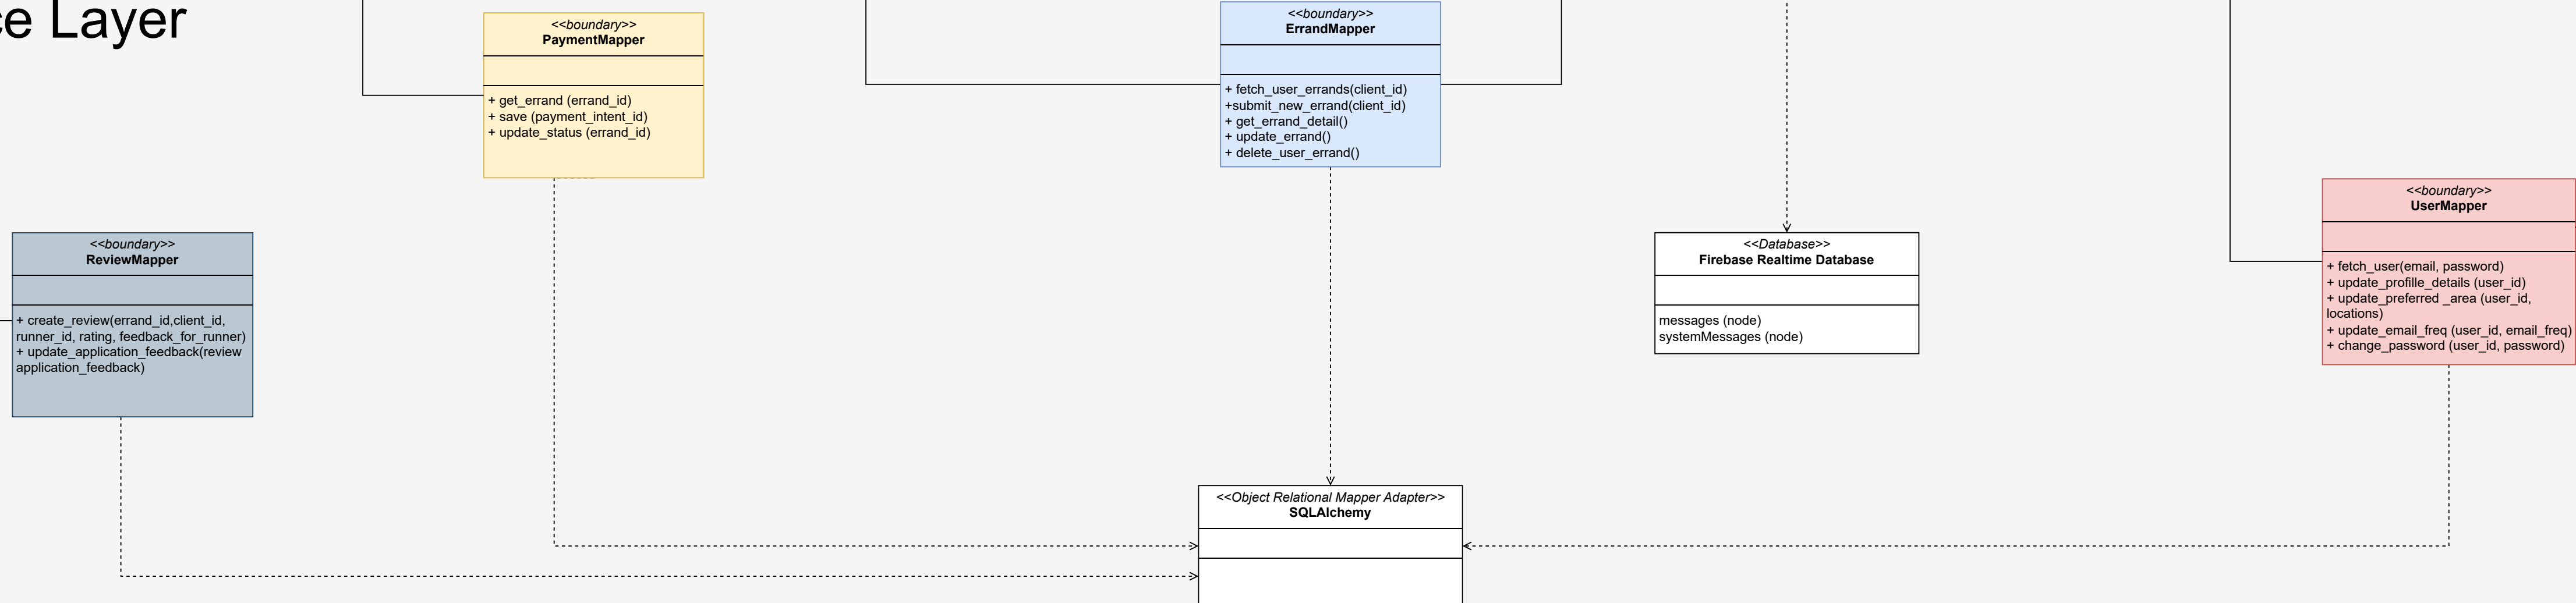 ce Layer
<<boundary>>
PaymentMapper
+ get_errand (errand_id)
+ save (payment_intent_id)
+ update_status (errand_id)
<<boundary>>
ErrandMapper
+ fetch_user_errands(client_id)
+submit_new_errand(client_id)
+ get_errand_detail()
+ update_errand()
+ delete_user_errand()
<<boundary>>
UserMapper
+ fetch_user(email, password)
+ update_profille_details (user_id)
+ update_preferred _area (user_id,
locations)
+ update_email_freq (user_id, email_freq)
+ change_password (user_id, password)
<<boundary>>
ReviewMapper
+ create_review(errand_id,client_id,
runner_id, rating, feedback_for_runner)
+ update_application_feedback(review
application_feedback)
<<Database>>
Firebase Realtime Database
messages (node)
systemMessages (node)
<<Object Relational Mapper Adapter>>
SQLAlchemy